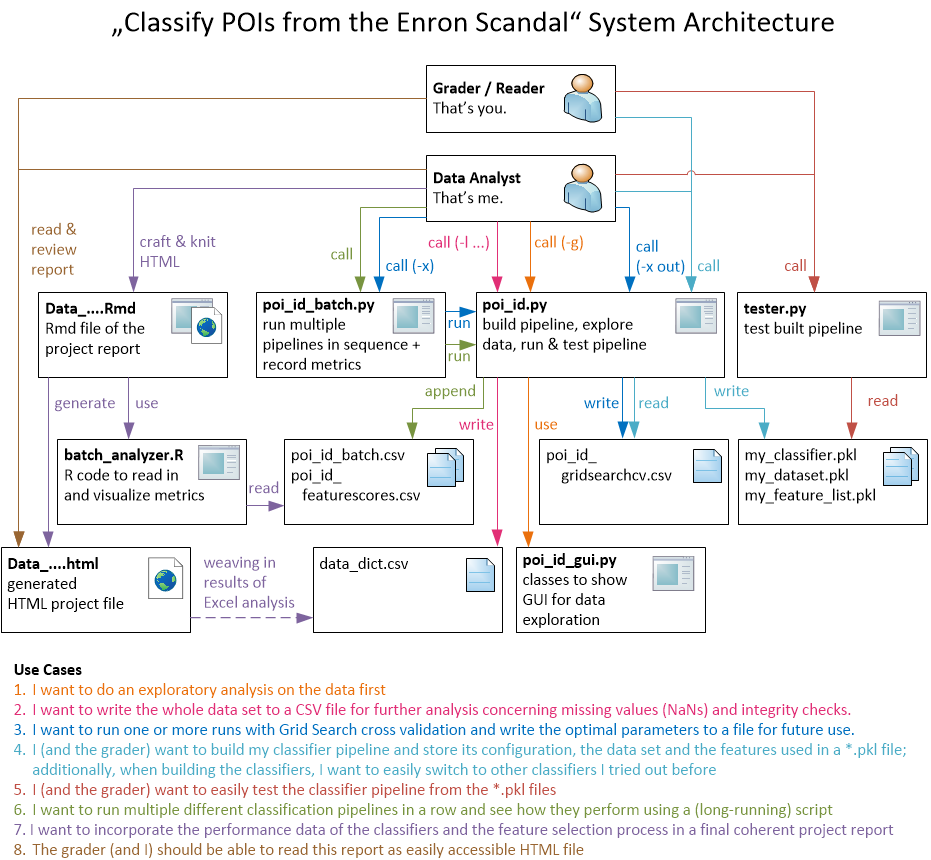 „Classify POIs from the Enron Scandal“ System Architecture
Grader / Reader
That’s you.
Data Analyst
That’s me.
read &
review
report
craft & knit
HTML
call
call (-x)
call (-l ...)
call (-g)
call
(-x out)
call
call
Data_....Rmd
Rmd file of the
project report
poi_id_batch.py
run multiple
pipelines in sequence +
record metrics
run
run
poi_id.py
build pipeline, explore
data, run & test pipeline
tester.py
test built pipeline
generate
use
append
write
use
write
read
write
read
batch_analyzer.R
R code to read in
and visualize metrics
read
poi_id_batch.csv
poi_id_
featurescores.csv
poi_id_
gridsearchcv.csv
my_classifier.pkl
my_dataset.pkl
my_feature_list.pkl
Data_....html
generated
HTML project file
weaving in
results of
Excel analysis
data_dict.csv
poi_id_gui.py
classes to show
GUI for data
exploration
Use Cases
1. I want to do an exploratory analysis on the data first
2. I want to write the whole data set to a CSV file for further analysis concerning missing values (NaNs) and integrity checks.
3. I want to run one or more runs with Grid Search cross validation and write the optimal parameters to a file for future use.
4. I (and the grader) want to build my classifier pipeline and store its configuration, the data set and the features used in a *.pkl file;
additionally, when building the classifiers, I want to easily switch to other classifiers I tried out before
5. I (and the grader) want to easily test the classifier pipeline from the *.pkl files
6. I want to run multiple different classification pipelines in a row and see how they perform using a (long-running) script
7. I want to incorporate the performance data of the classifiers and the feature selection process in a final coherent project report
8. The grader (and I) should be able to read this report as easily accessible HTML file